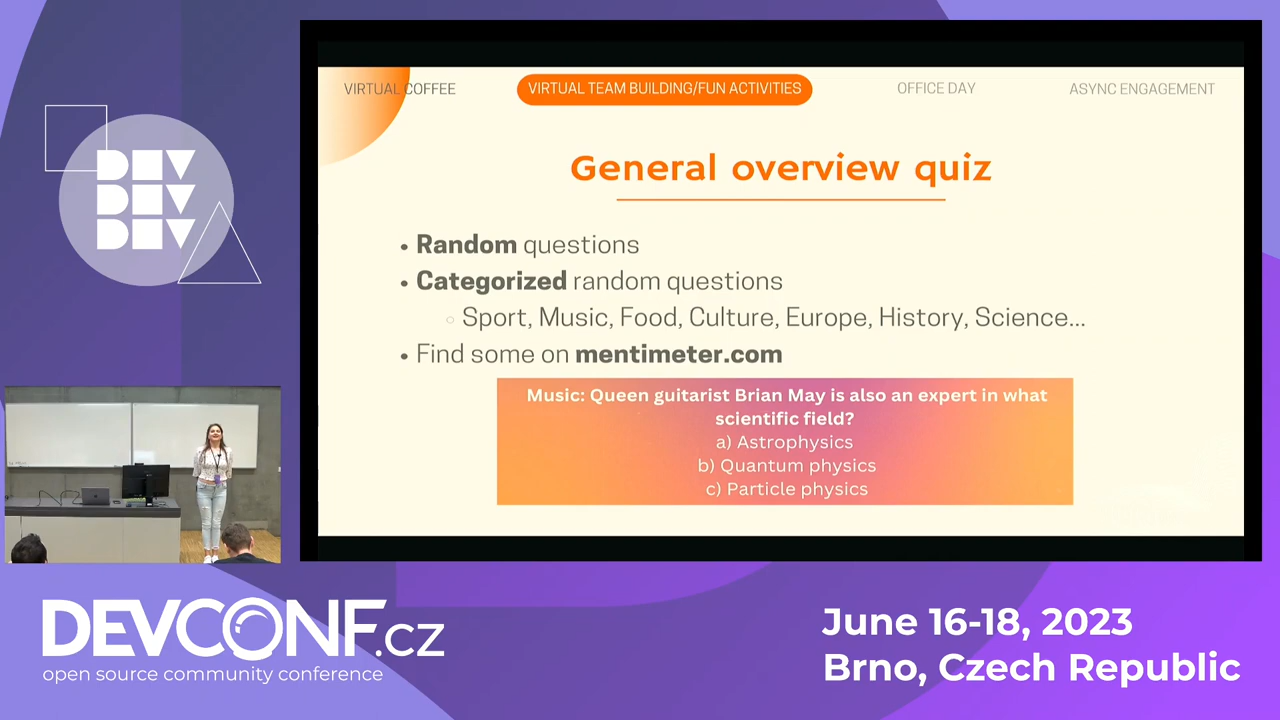 DEV
DEV
DEV
VIRTUAL COFFEE
VIRTUAL TEAM BUILDING/FUN ACTIVITIES
OFFICE DAY
ASYNC ENGAGEMENT
General overview quiz
• Random questions
• Categorized random questions
○ Sport, Music, Food, Culture, Europe, History, Science...
• Find some on mentimeter.com
Music: Queen guitarist Brian May is also an expert in what
scientific field?
a) Astrophysics
b) Quantum physics
c) Particle physics
DEVCONF.cz
open source community conference
June 16-18, 2023
Brno, Czech Republic